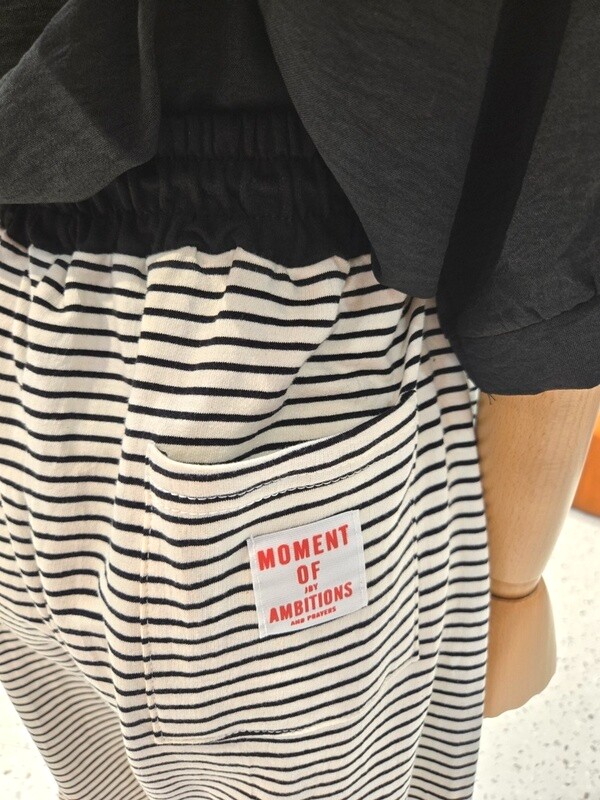 MOMENT
OF
JOY
AMBITIONS
AND PRAYERS